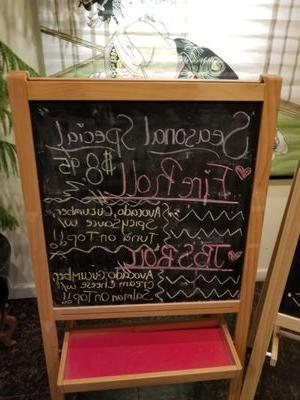 Seasonal Special
$8.95
Fire Roll
Avocado, Cucumber
Spicy Sauce w/
Tuna on Top!!
JB'S Roll
Avocado Cucumber,
cream cheese w/
Salmon on Top!!